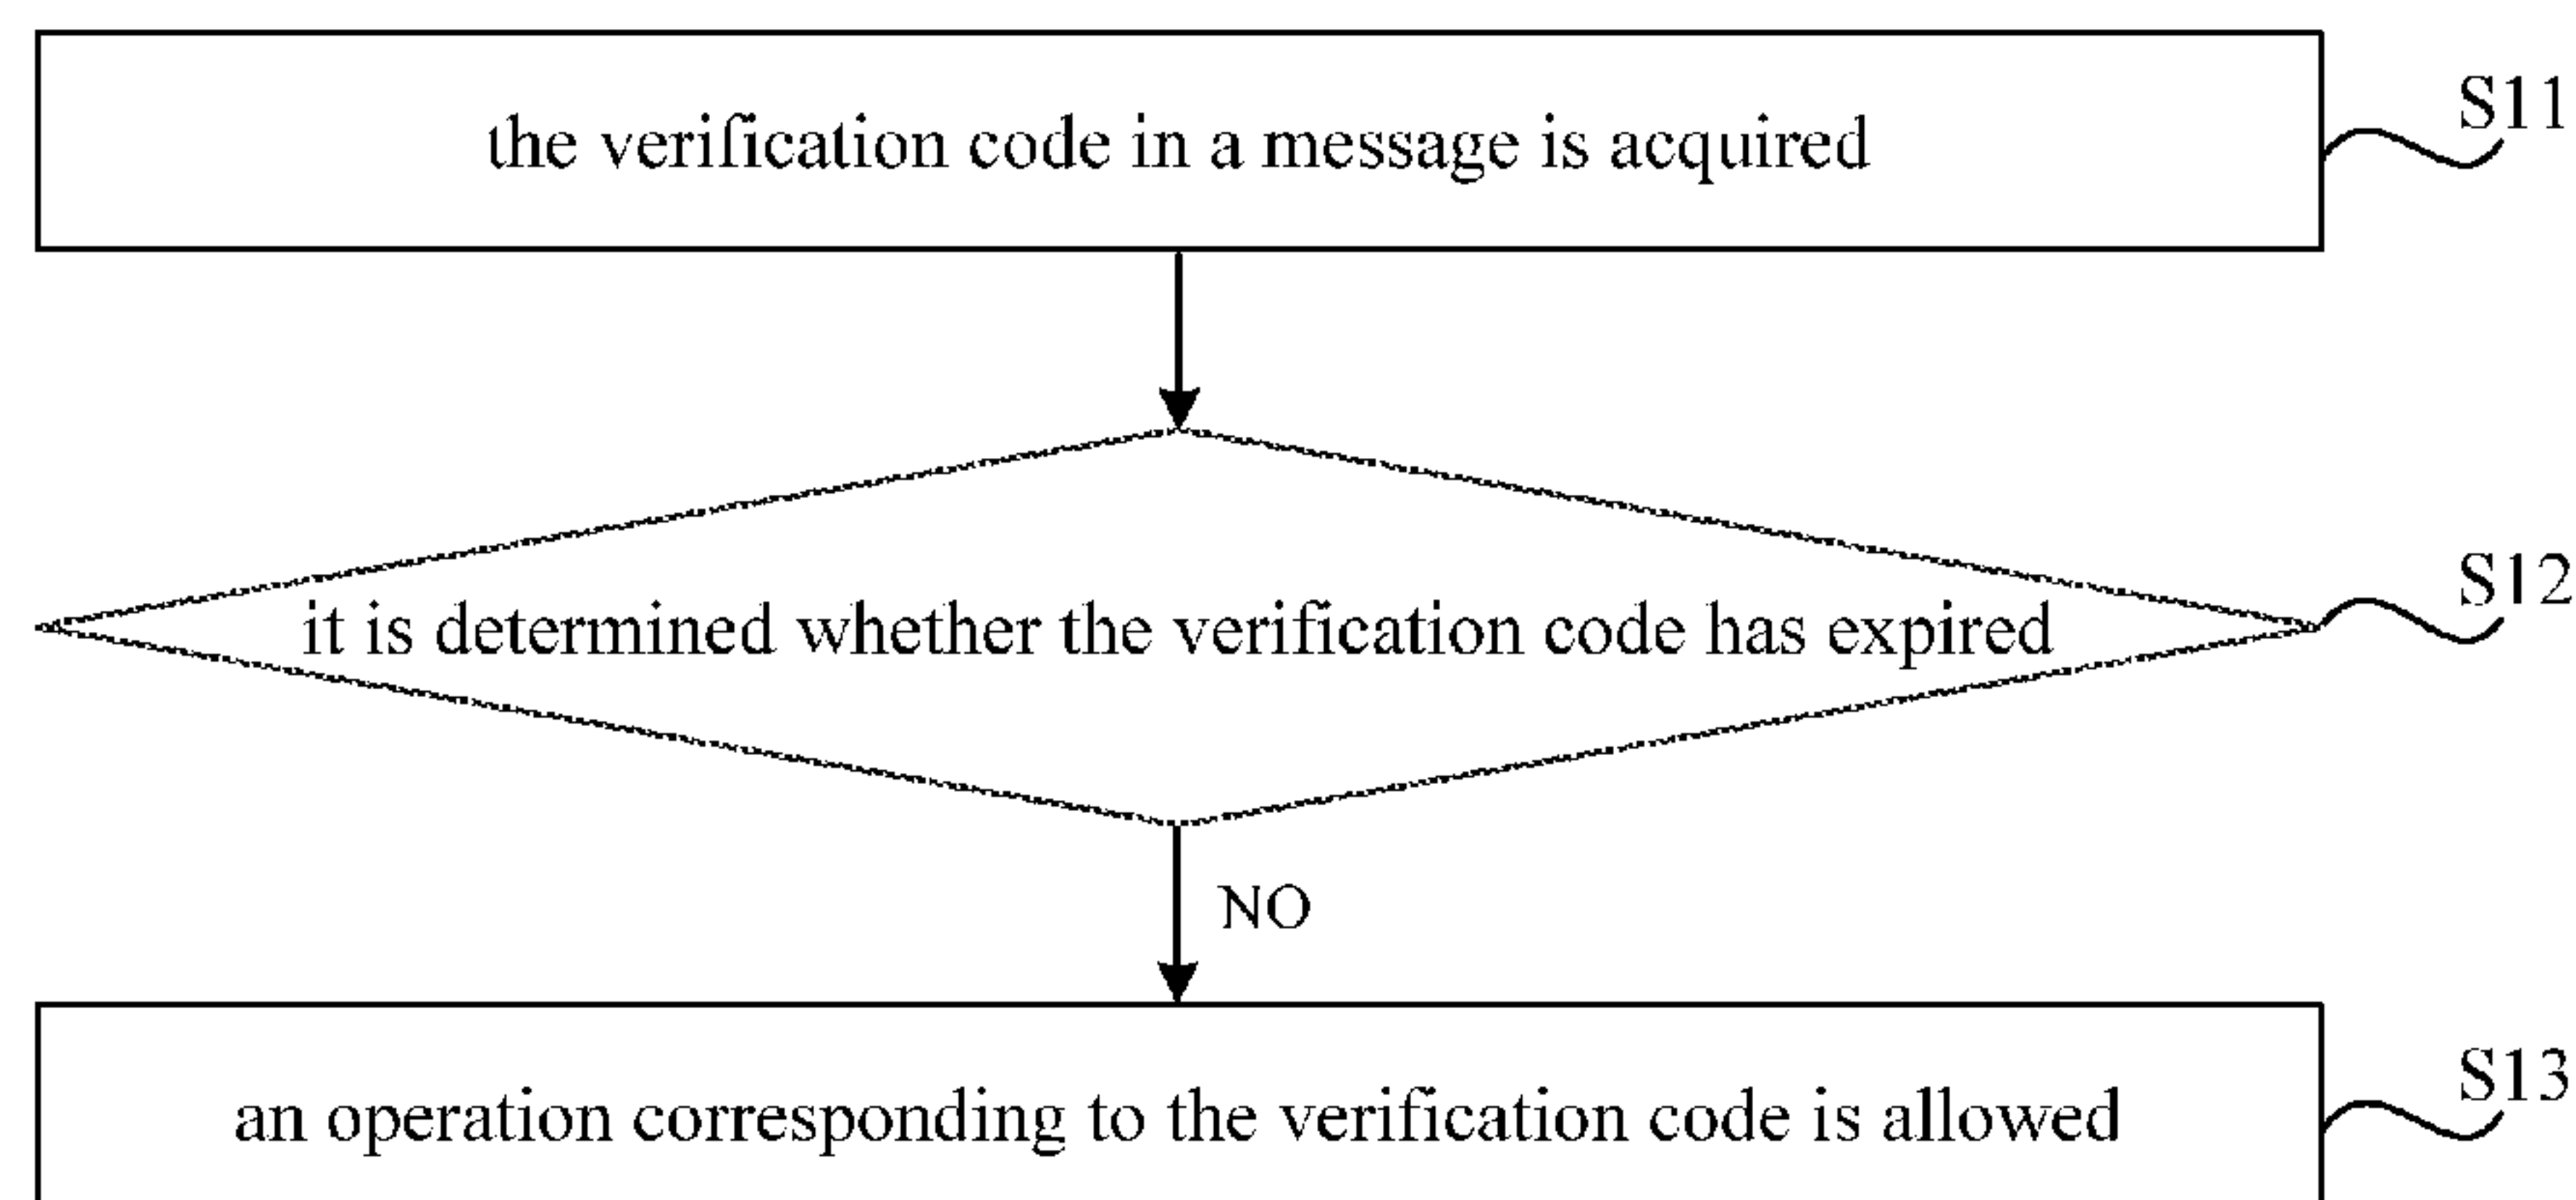 the verification code in a message is acquired
S11
it is determined whether the verification code has expired
S12
NO
an operation corresponding to the verification code is allowed
S13